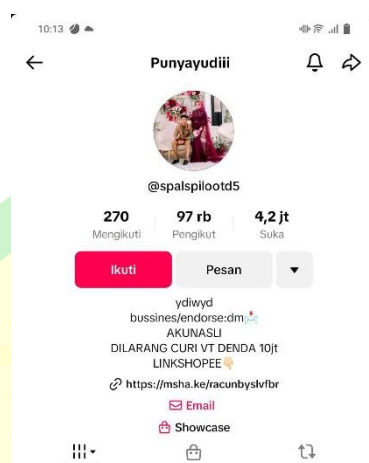 10:13
Punyayudiii
@spalspilootd5
270 97 rb 4,2 jt
Mengikuti Pengikut Suka
Ikuti Pesan
ydiwyd
bussines/endorse:dm
AKUNASLI
DILARANG CURI VT DENDA 10jt
LINKSHOPEE
https://msha.ke/racunbyslvfbr
Email
Showcase